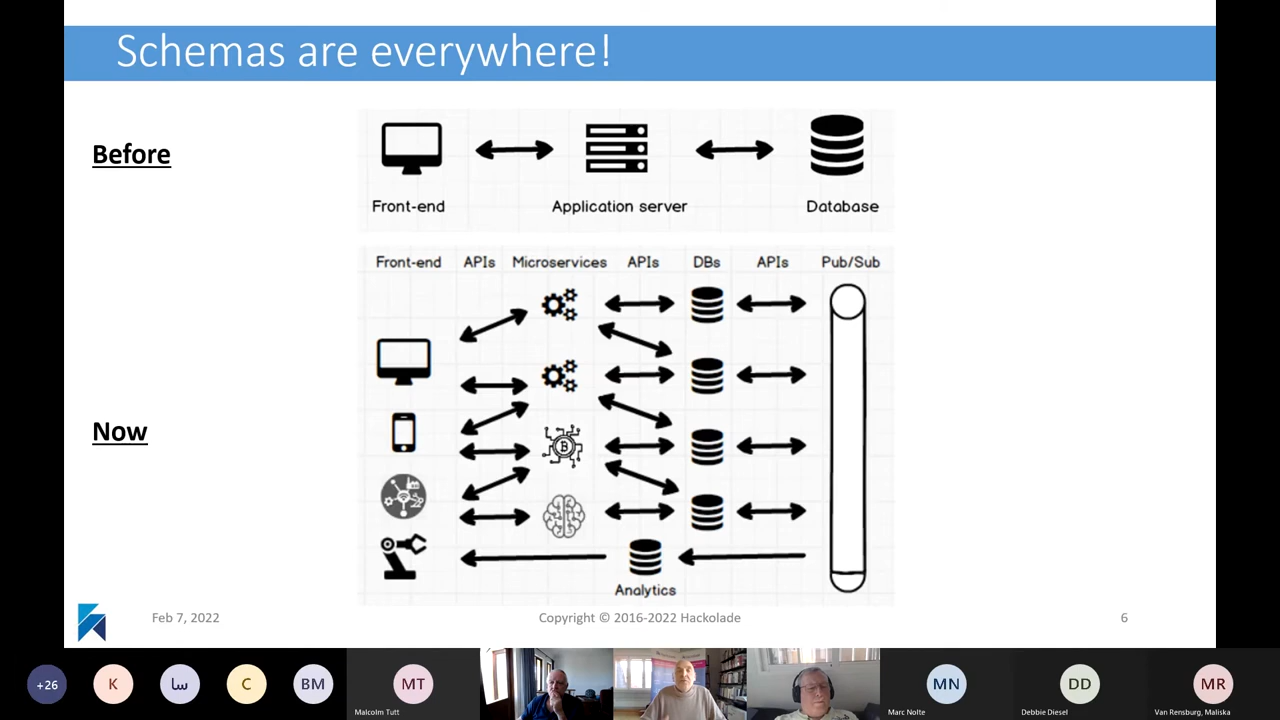 Schemas are everywhere!
Before
Front-end Application server Database
Front-end APIs Microservices APIs DBs APIs Pub/Sub
Now
B
Analytics
Feb 7, 2022 Copyright © 2016-2022 Hackolade 6
+26 K سا C BM MT MN DD MR
Malcolm Tutt Marc Nolte Debbie Diesel Van Rensburg, Maliska